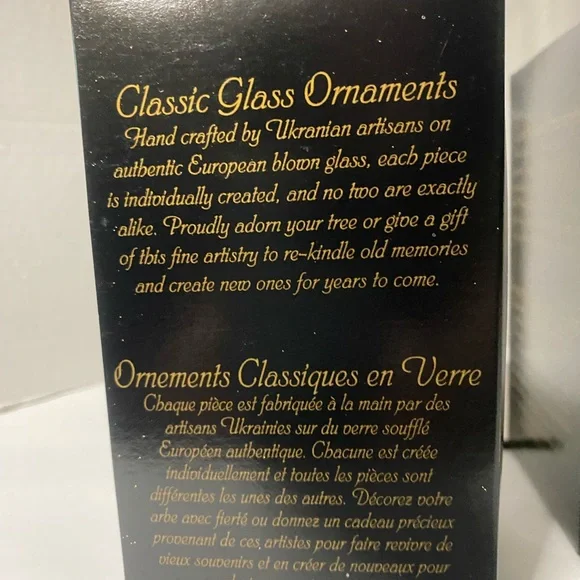 Classic Glass Ornaments
Hand crafted by Ukranian artisans on
authentic European blown glass, each piece
is individually created, and no two are exactly
alike. Proudly adorn your tree or give a gift
of this fine artistry to re-kindle old memories
and create new ones for years to come.
Ornements Classiques en Verre
Chaque pièce est fabriquée à la main par des
artisans Ukrainies sur du verre soufflé
Européen authentique. Chacune est créée
individuellement et toutes les pièces sont
différentes les unes des autres. Décorez votre
arbe avec fierté ou donnez un cadeau précieux
provenant de ces artistes pour faire revivre de
vieux souvenirs et en créer de nouveaux pour